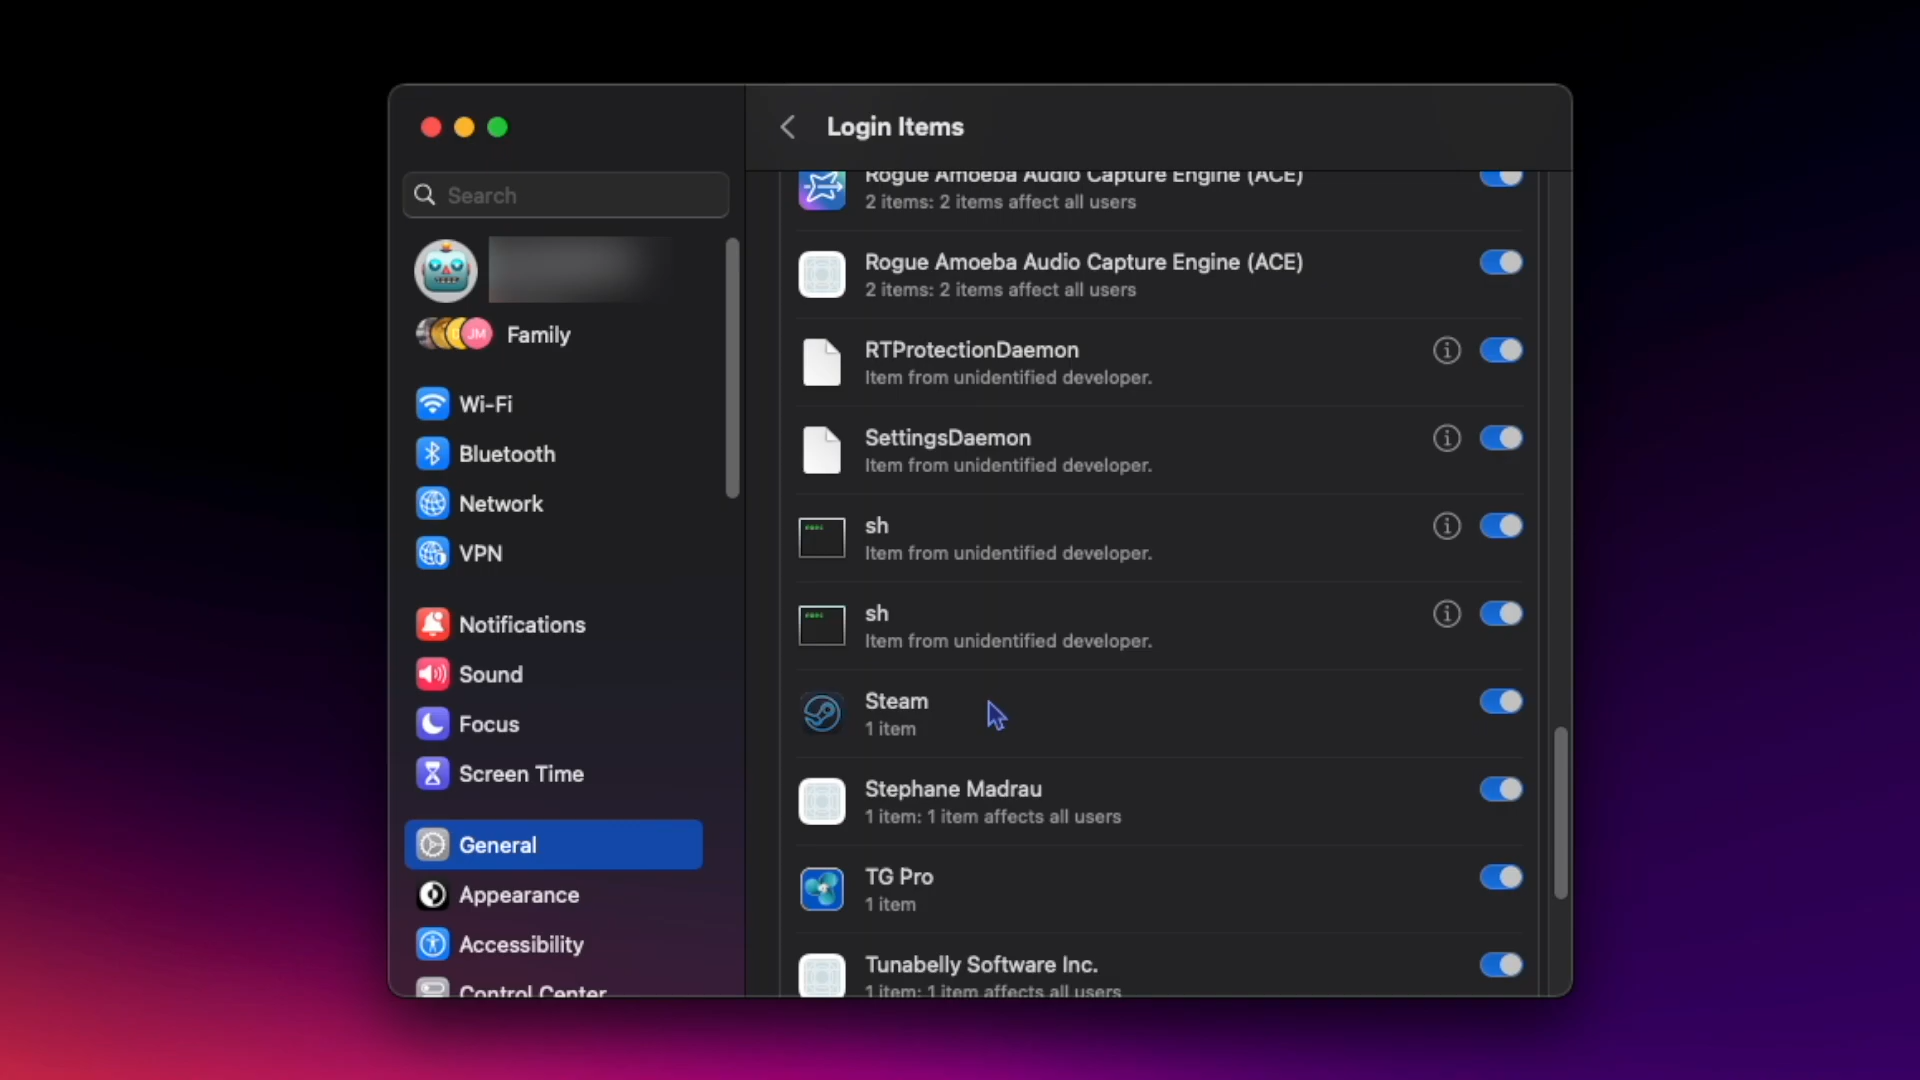 Login Items
Search
JM
Family
Wi-Fi
Bluetooth
Network
VPN
Notifications
Sound
Focus
Screen Time
General
Appearance
Accessibility
Control Center
Rogue Amoeba Audio Capture Engine (ACE)
2 items: 2 items affect all users
Rogue Amoeba Audio Capture Engine (ACE)
2 items: 2 items affect all users
RTProtectionDaemon
Item from unidentified developer.
SettingsDaemon
Item from unidentified developer.
sh
Item from unidentified developer.
sh
Item from unidentified developer.
Steam
1 item
Stephane Madrau
1 item: 1 item affects all users
TG Pro
1 item
Tunabelly Software Inc.
1 item: 1 item affects all users